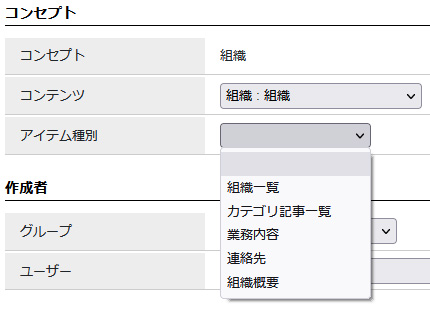 コンセプト
コンセプト 組織
コンテンツ 組織：組織
アイテム種別
組織一覧
作成者
カテゴリ記事一覧
グループ
業務内容
連絡先
ユーザー
組織概要